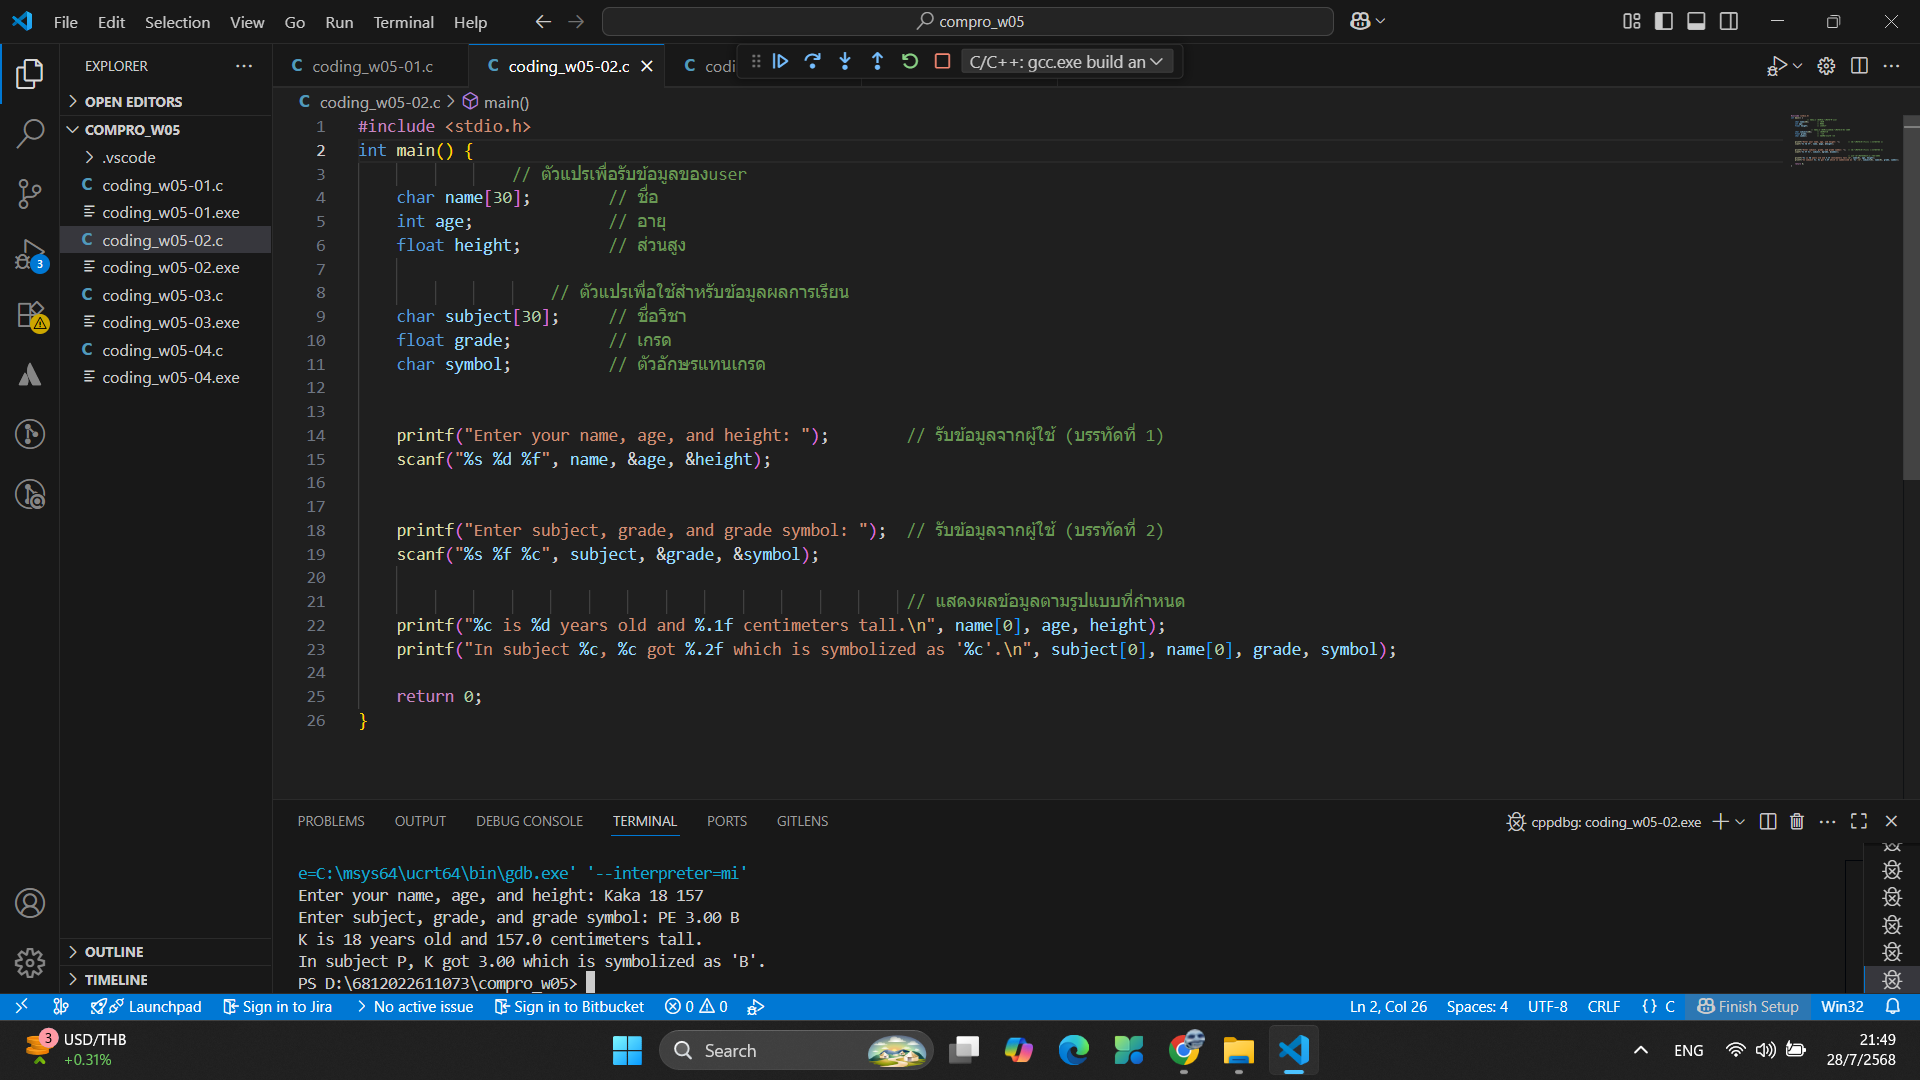 File Edit Selection View Go Run Terminal Help
compro_w05
EXPLORER
OPEN EDITORS
COMPRO_W05
.vscode
C coding_w05-01.c
coding_w05-01.exe
C coding_w05-02.c
coding_w05-02.exe
C coding_w05-03.c
coding_w05-03.exe
C coding_w05-04.c
coding_w05-04.exe
OUTLINE
TIMELINE
3
C coding_w05-01.c C coding_w05-02.c C codi
C/C++: gcc.exe build an
C coding_w05-02.c > main()
1 #include <stdio.h>
2 int main() {
3 // ตัวแปรเพื่อรับข้อมูลของuser
4 char name[30]; // ชื่อ
5 int age; // อายุ
6 float height; // ส่วนสูง
7
8 // ตัวแปรเพื่อใช้สำหรับข้อมูลผลการเรียน
9 char subject[30]; // ชื่อวิชา
10 float grade; // เกรด
11 char symbol; // ตัวอักษรแทนเกรด
12
13
14 printf("Enter your name, age, and height: "); // รับข้อมูลจากผู้ใช้ (บรรทัดที่ 1)
15 scanf("%s %d %f", name, &age, &height);
16
17
18 printf("Enter subject, grade, and grade symbol: "); // รับข้อมูลจากผู้ใช้ (บรรทัดที่ 2)
19 scanf("%s %f %c", subject, &grade, &symbol);
20
21 // แสดงผลข้อมูลตามรูปแบบที่กำหนด
22 printf("%c is %d years old and %.1f centimeters tall.\n", name[0], age, height);
23 printf("In subject %c, %c got %.2f which is symbolized as '%c'.\n", subject[0], name[0], grade, symbol);
24
25 return 0;
26 }
PROBLEMS OUTPUT DEBUG CONSOLE TERMINAL PORTS GITLENS
cppdbg: coding_w05-02.exe
e=C:\msys64\ucrt64\bin\gdb.exe' '--interpreter=mi'
Enter your name, age, and height: Kaka 18 157
Enter subject, grade, and grade symbol: PE 3.00 B
K is 18 years old and 157.0 centimeters tall.
In subject P, K got 3.00 which is symbolized as 'B'.
PS D:\6812022611073\compro_w05>
Launchpad Sign in to Jira > No active issue Sign in to Bitbucket 0 0 Ln 2, Col 26 Spaces: 4 UTF-8 CRLF {} C Finish Setup Win32
3 USD/THB
+0.31%
Search
ENG
21:49
28/7/2568